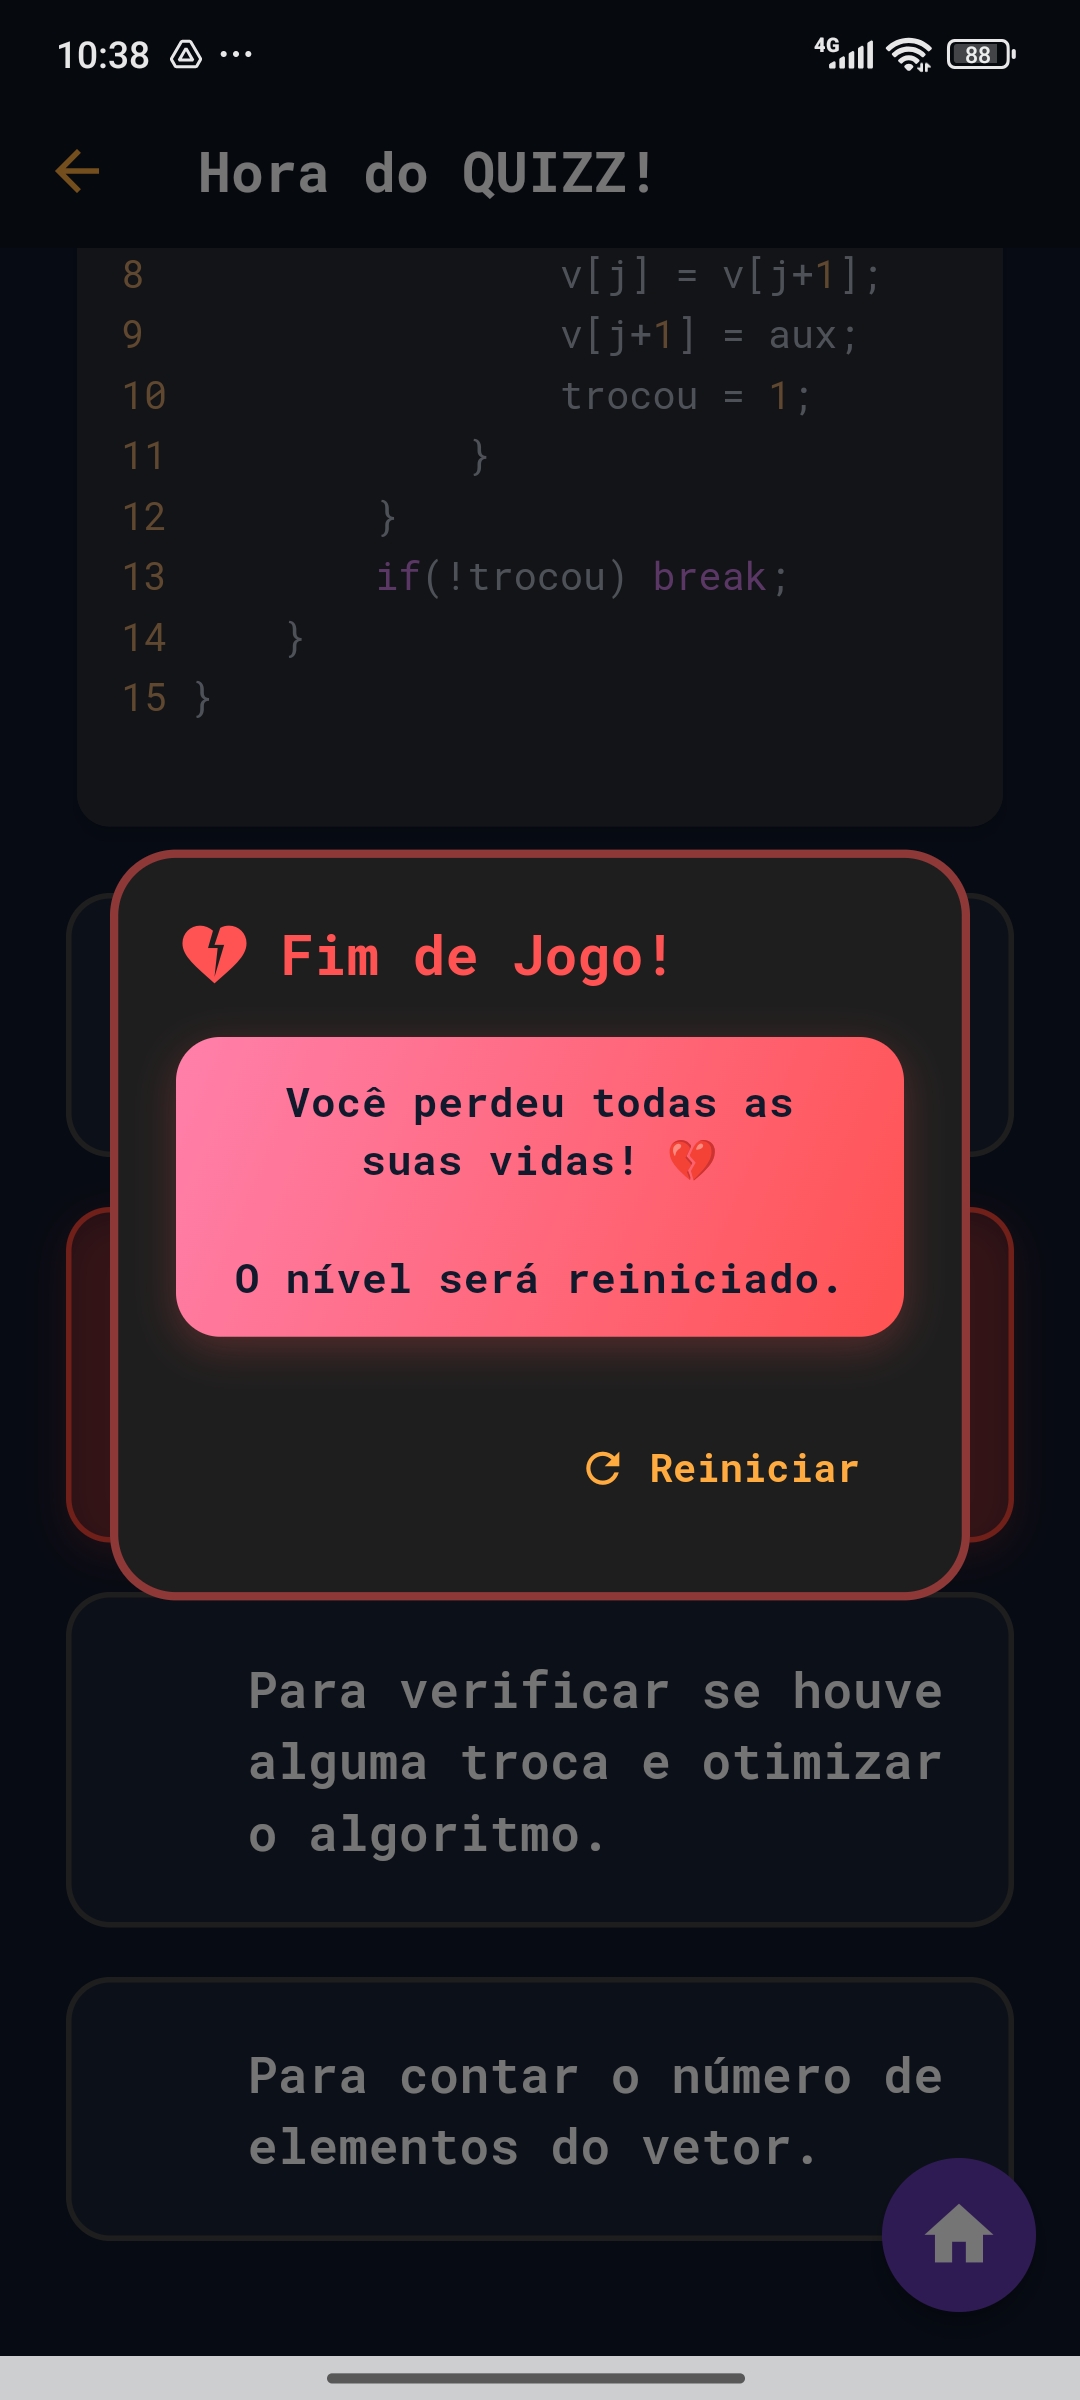 10:38
4G
88
Hora do QUIZZ!
8 v[j] = v[j+1];
9 v[j+1] = aux;
10 trocou = 1;
11 }
12 }
13 if(!trocou) break;
14 }
15 }
Fim de Jogo!
Você perdeu todas as
suas vidas! 💔
O nível será reiniciado.
Reiniciar
Para verificar se houve
alguma troca e otimizar
o algoritmo.
Para contar o número de
elementos do vetor.